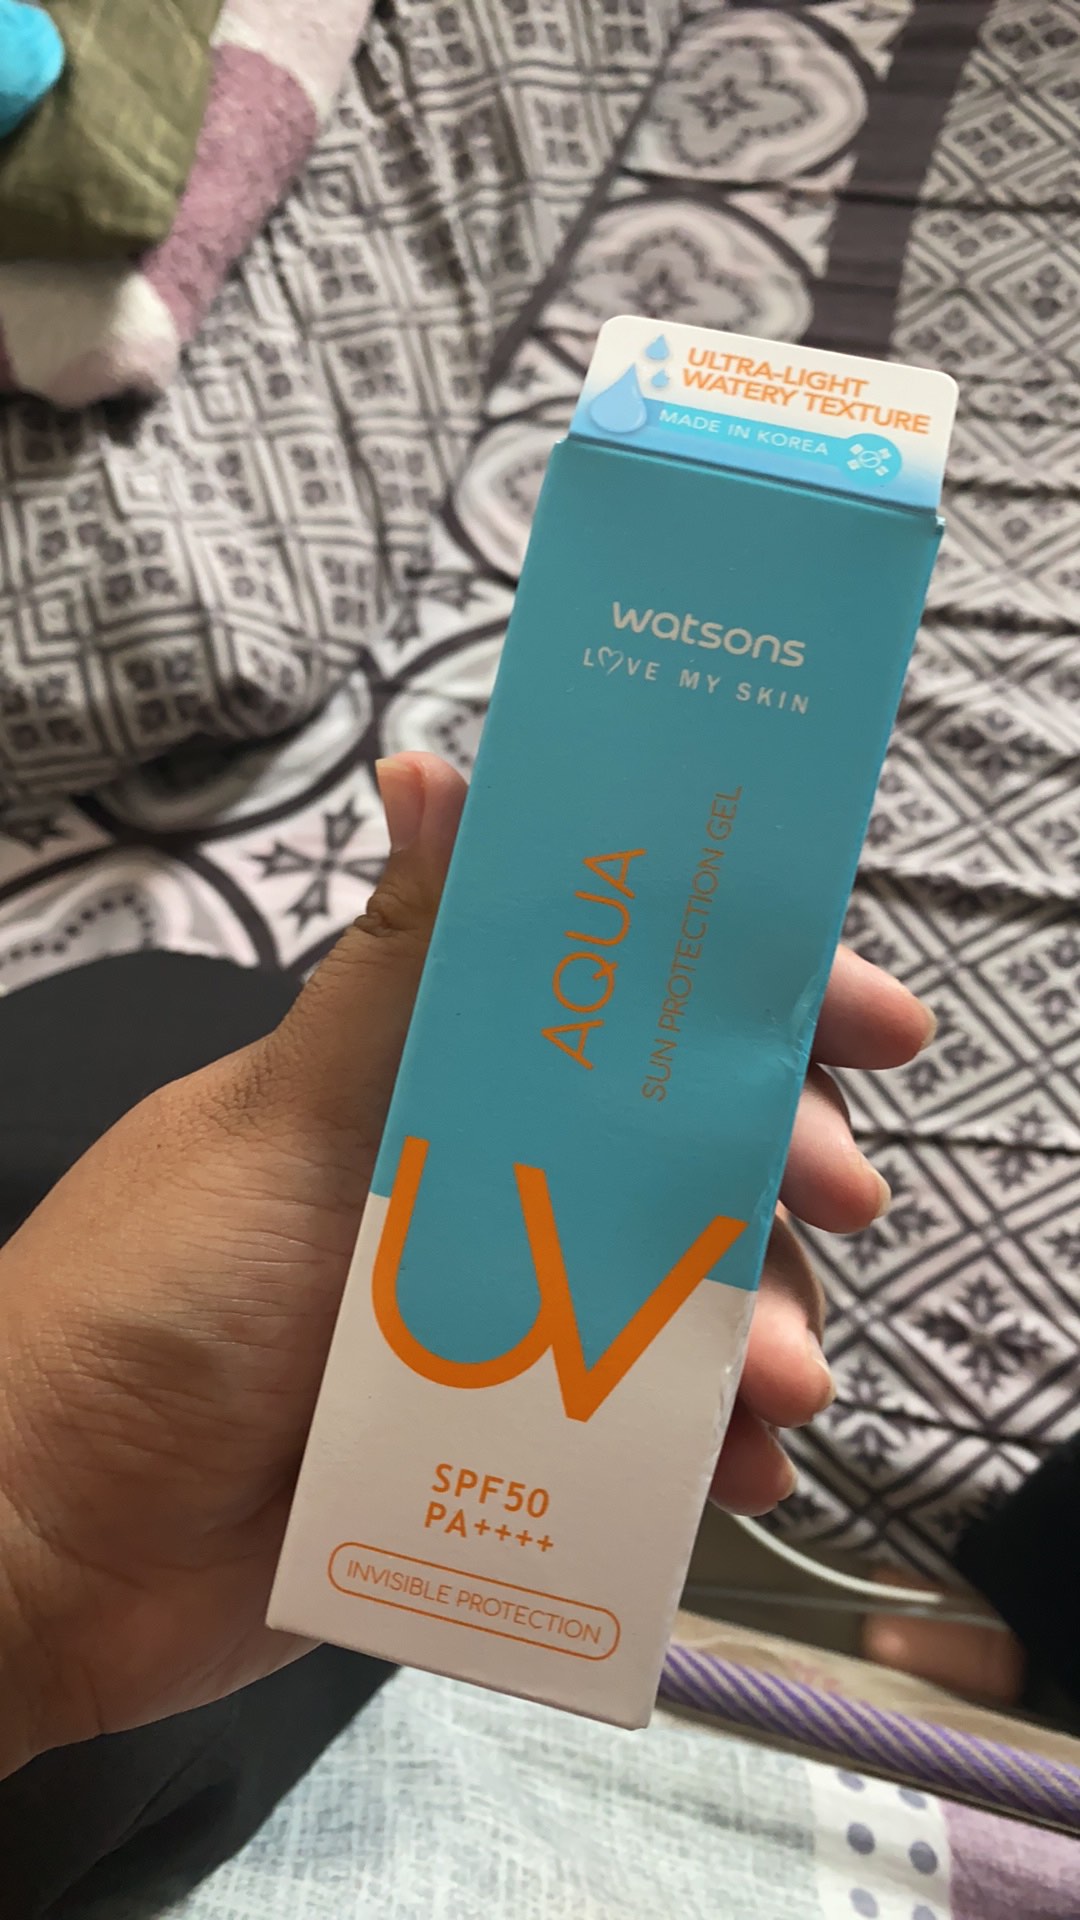 ULTRA-LIGHT
WATERY TEXTURE
MADE IN KOREA
watsons
LOVE MY SKIN
AQUA
SUN PROTECTION GEL
UV
SPF50
PA++++
INVISIBLE PROTECTION